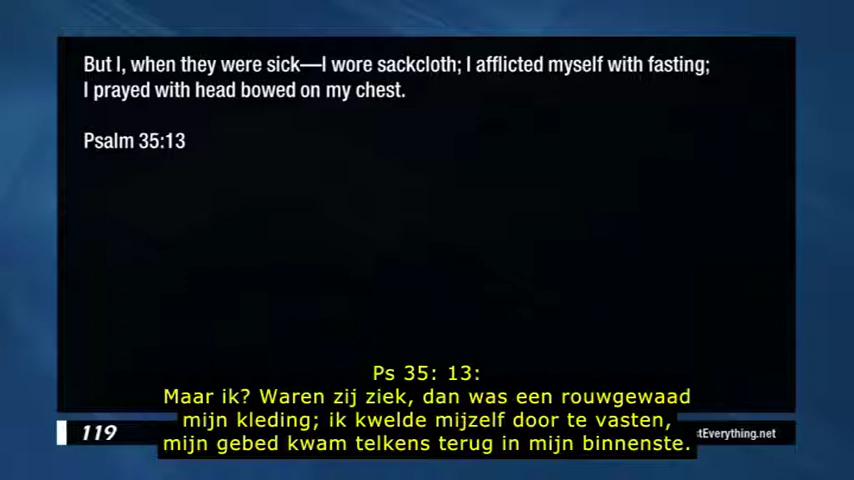 But I, when they were sick—I wore sackcloth; I afflicted myself with fasting;
I prayed with head bowed on my chest.
Psalm 35:13
Ps 35: 13:
Maar ik? Waren zij ziek, dan was een rouwgewaad
mijn kleding; ik kwelde mijzelf door te vasten,
mijn gebed kwam telkens terug in mijn binnenste.
119
tEverything.net